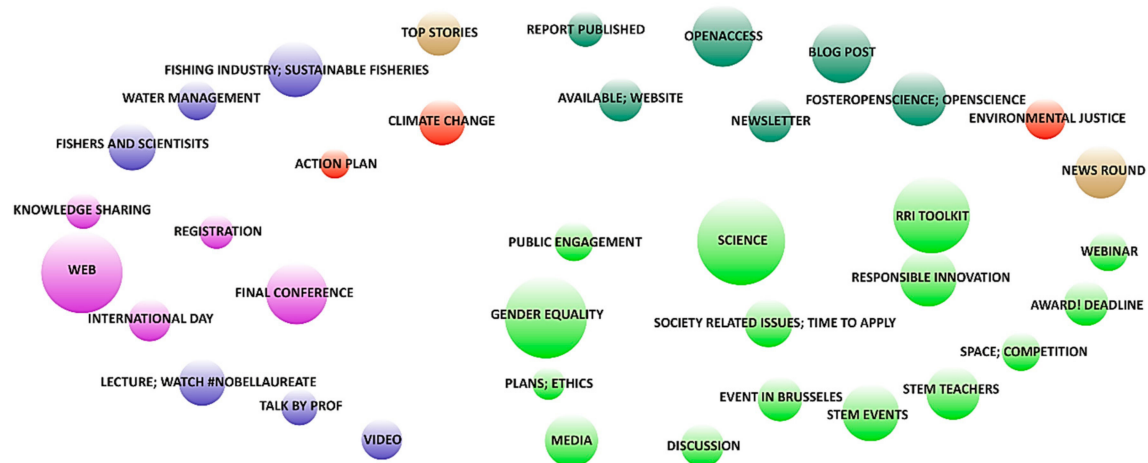 TOP STORIES
REPORT PUBLISHED
OPENACCESS
BLOG POST
FISHING INDUSTRY; SUSTAINABLE FISHERIES
WATER MANAGEMENT
AVAILABLE; WEBSITE
FOSTEROPENSCIENCE; OPENSCIENCE
CLIMATE CHANGE
NEWSLETTER
ENVIRONMENTAL JUSTICE
FISHERS AND SCIENTISITS
ACTION PLAN
NEWS ROUND
KNOWLEDGE SHARING
REGISTRATION
PUBLIC ENGAGEMENT
SCIENCE
RRI TOOLKIT
WEBINAR
WEB
FINAL CONFERENCE
RESPONSIBLE INNOVATION
INTERNATIONAL DAY
GENDER EQUALITY
SOCIETY RELATED ISSUES; TIME TO APPLY
AWARD! DEADLINE
SPACE; COMPETITION
LECTURE; WATCH #NOBELLAUREATE
PLANS; ETHICS
STEM TEACHERS
TALK BY PROF
EVENT IN BRUSSELES
STEM EVENTS
VIDEO
MEDIA
DISCUSSION